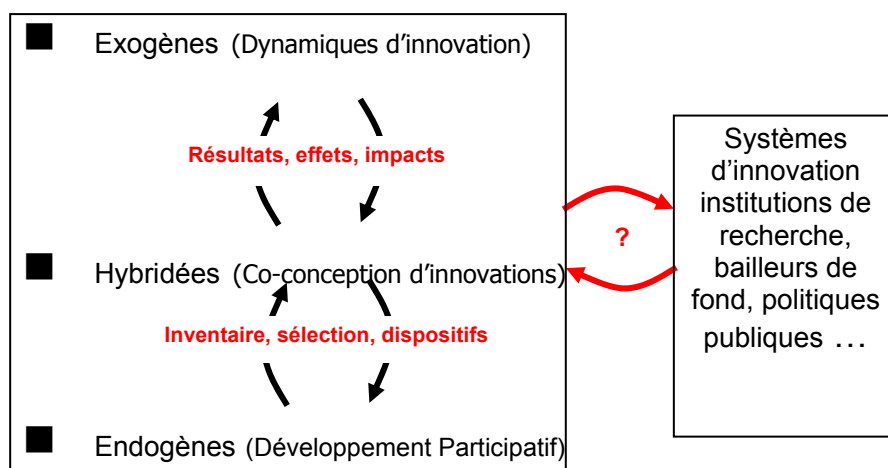 Exogènes (Dynamiques d'innovation)
Résultats, effets, impacts
Hybridées (Co-conception d'innovations)
Inventaire, sélection, dispositifs
Endogènes (Développement Participatif)
?
Systèmes
d'innovation
institutions de
recherche,
bailleurs de
fond, politiques
publiques ...